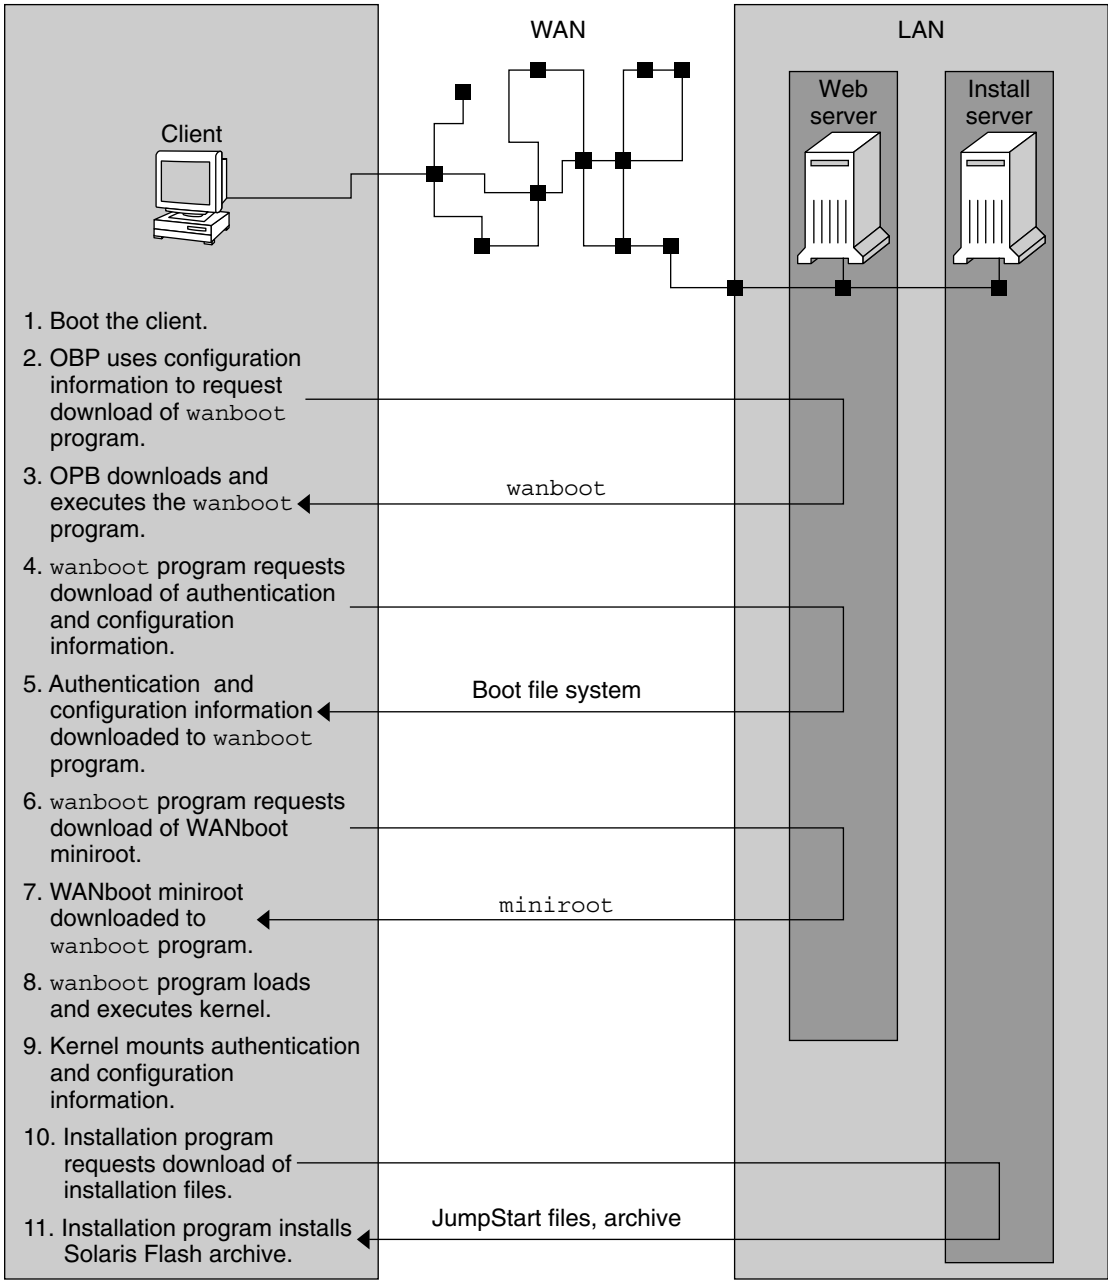 WAN
LAN
Web
server
Install
server
Client
1. Boot the client.
2. OBP uses configuration
information to request
download of wanboot
program.
3. OPB downloads and
executes the wanboot
program.
wanboot
4. wanboot program requests
download of authentication
and configuration
information.
5. Authentication and
configuration information
downloaded to wanboot
program.
Boot file system
6. wanboot program requests
download of WANboot
miniroot.
7. WANboot miniroot
downloaded to
wanboot program.
miniroot
8. wanboot program loads
and executes kernel.
9. Kernel mounts authentication
and configuration
information.
10. Installation program
requests download of
installation files.
11. Installation program installs
Solaris Flash archive.
JumpStart files, archive